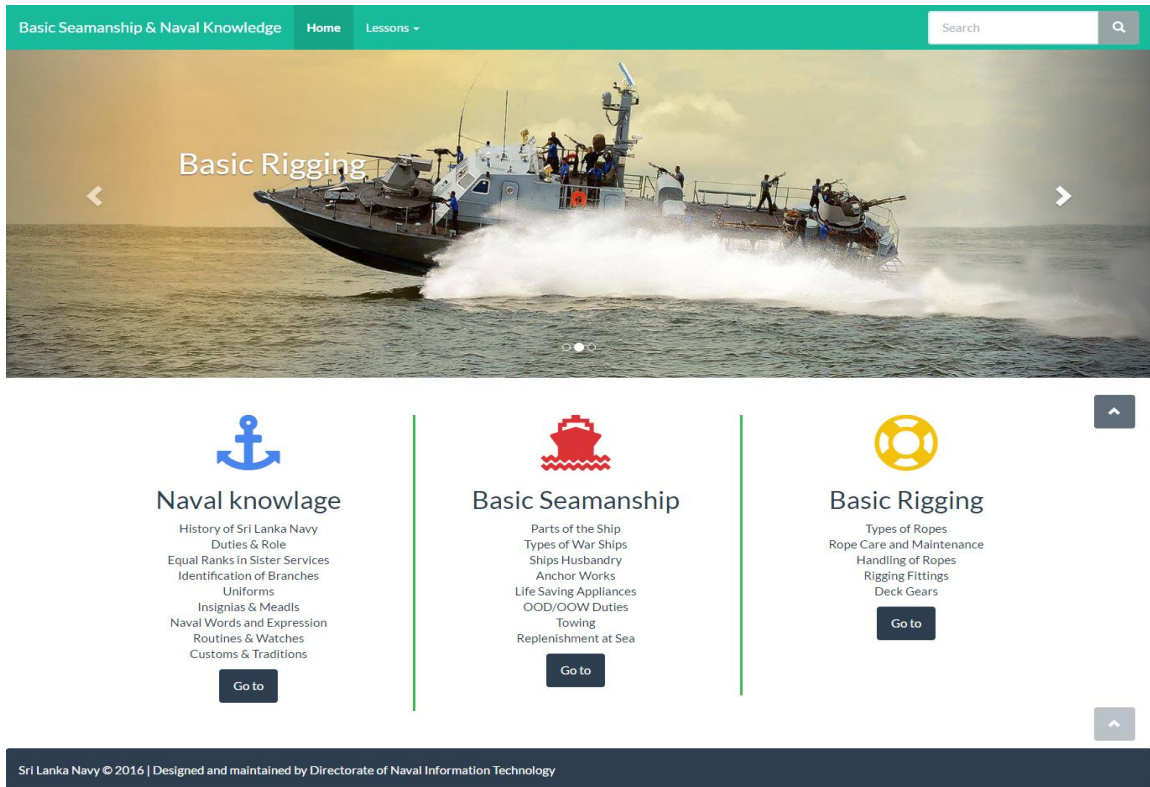 Basic Seamanship & Naval Knowledge
Home
Lessons
Search
Basic Rigging
Naval knowlage
History of Sri Lanka Navy
Duties & Role
Equal Ranks in Sister Services
Identification of Branches
Uniforms
Insignias & Meadls
Naval Words and Expression
Routines & Watches
Customs & Traditions
Go to
Basic Seamanship
Parts of the Ship
Types of War Ships
Ships Husbandry
Anchor Works
Life Saving Appliances
OOD/OOW Duties
Towing
Replenishment at Sea
Go to
Basic Rigging
Types of Ropes
Rope Care and Maintenance
Handling of Ropes
Rigging Fittings
Deck Gears
Go to
Sri Lanka Navy © 2016 | Designed and maintained by Directorate of Naval Information Technology